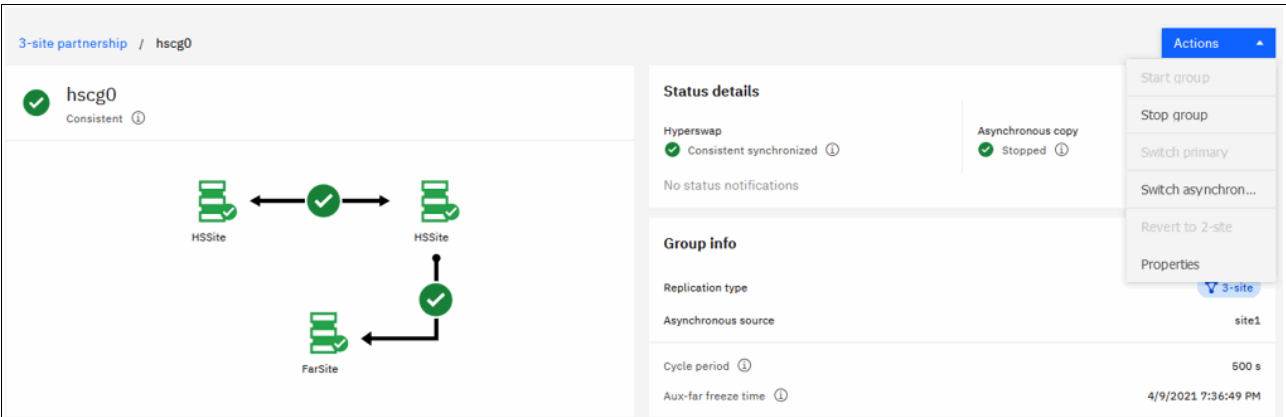 3-site partnership / hscg0
Actions
hscg0
Consistent
HSSite
HSSite
FarSite
Status details
Hyperswap
Consistent synchronized
Asynchronous copy
Stopped
No status notifications
Group info
Replication type
3-site
Asynchronous source
site1
Cycle period
500 s
Aux-far freeze time
4/9/2021 7:36:49 PM
Start group
Stop group
Switch primary
Switch asynchron...
Revert to 2-site
Properties